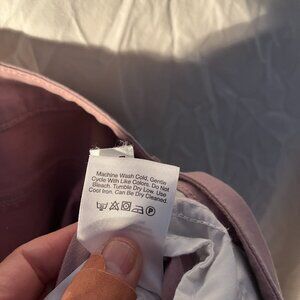 Machine Wash Cold, Gentle
Cycle With Like Colors. Do Not
Bleach. Tumble Dry Low. Use
Cool Iron. Can Be Dry Cleaned.